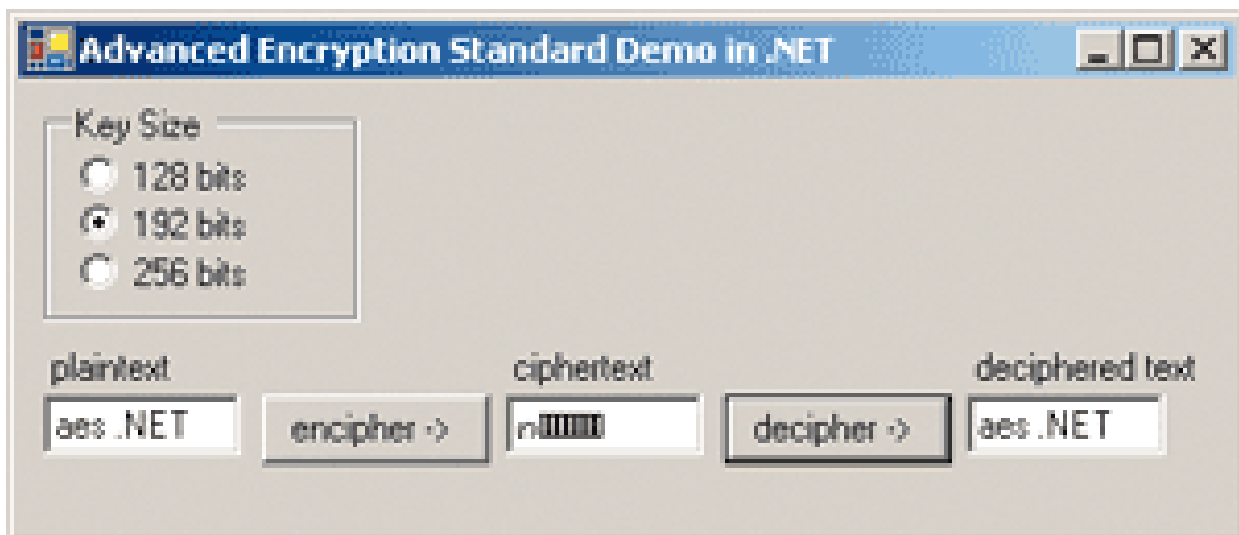 Advanced Encryption Standard Demo in .NET
Key Size
128 bits
192 bits
256 bits
plaintext ciphertext deciphered text
aes .NET encipher -> decipher -> aes .NET